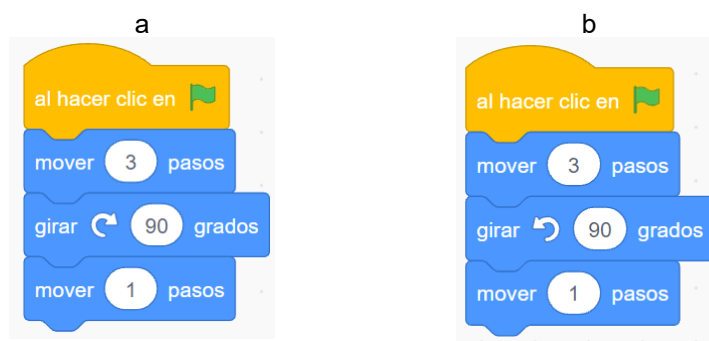 a
al hacer clic en
mover 3 pasos
girar 90 grados
mover 1 pasos
b
al hacer clic en
mover 3 pasos
girar 90 grados
mover 1 pasos